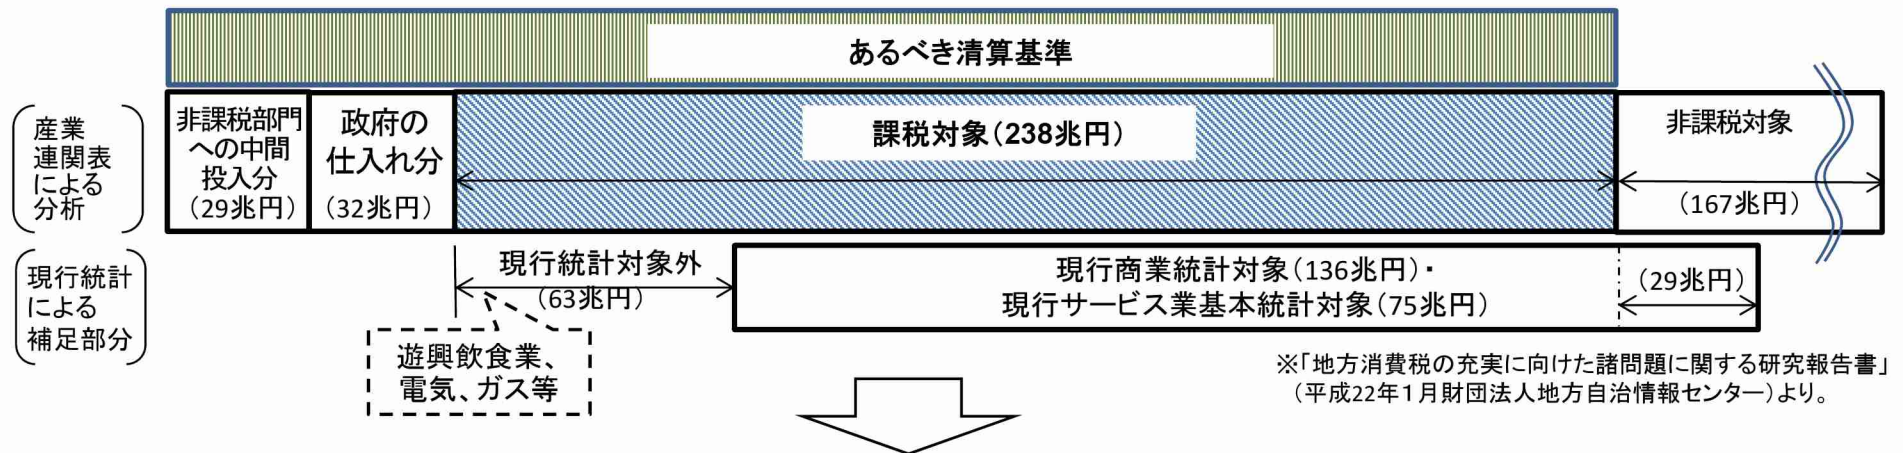 あるべき清算基準
産業
連関表
による
分析
非課税部門
への中間
投入分
(29兆円)
政府の
仕入れ分
(32兆円)
課税対象(238兆円)
非課税対象
(167兆円)
現行統計
による
補足部分
現行統計対象外
(63兆円)
現行商業統計対象(136兆円)・
現行サービス業基本統計対象(75兆円)
(29兆円)
遊興飲食業、
電気、ガス等
※「地方消費税の充実に向けた諸問題に関する研究報告書」
(平成22年1月財団法人地方自治情報センター)より。